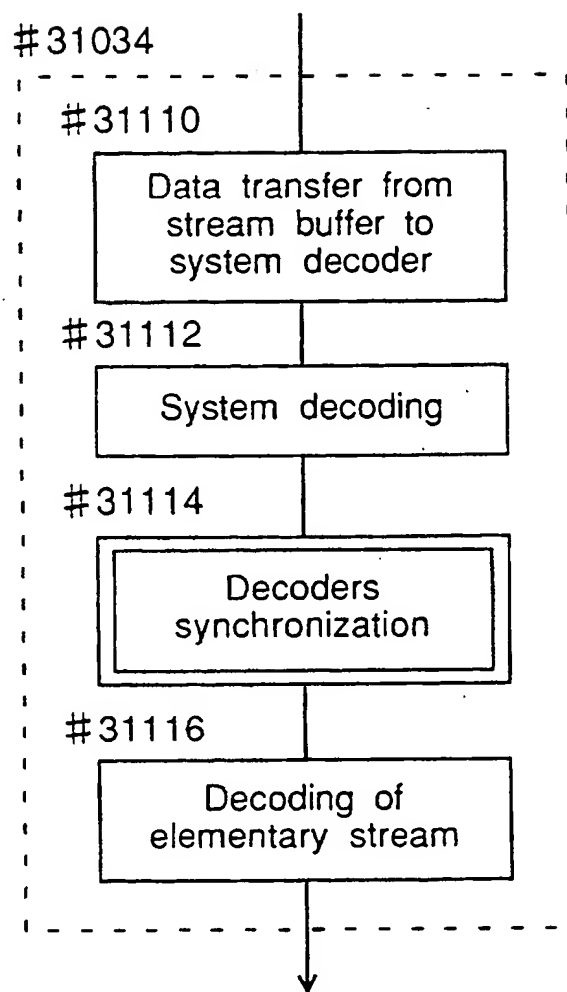 #31034
#31110
Data transfer from
stream buffer to
system decoder
#31112
System decoding
#31114
Decoders
synchronization
#31116
Decoding of
elementary stream